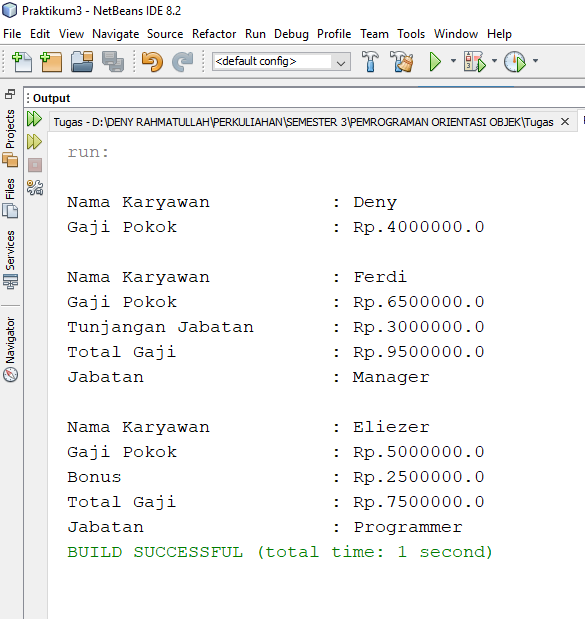 Praktikum3 - NetBeans IDE 8.2
File Edit View Navigate Source Refactor Run Debug Profile Team Tools Window Help
<default config>
Output
Tugas - D:\DENY RAHMATULLAH\PERKULIAHAN\SEMESTER 3\PEMROGRAMAN ORIENTASI OBJEK\Tugas
Projects
Files
Services
Navigator
run:
Nama Karyawan : Deny
Gaji Pokok : Rp.4000000.0
Nama Karyawan : Ferdi
Gaji Pokok : Rp.6500000.0
Tunjangan Jabatan : Rp.3000000.0
Total Gaji : Rp.9500000.0
Jabatan : Manager
Nama Karyawan : Eliezer
Gaji Pokok : Rp.5000000.0
Bonus : Rp.2500000.0
Total Gaji : Rp.7500000.0
Jabatan : Programmer
BUILD SUCCESSFUL (total time: 1 second)